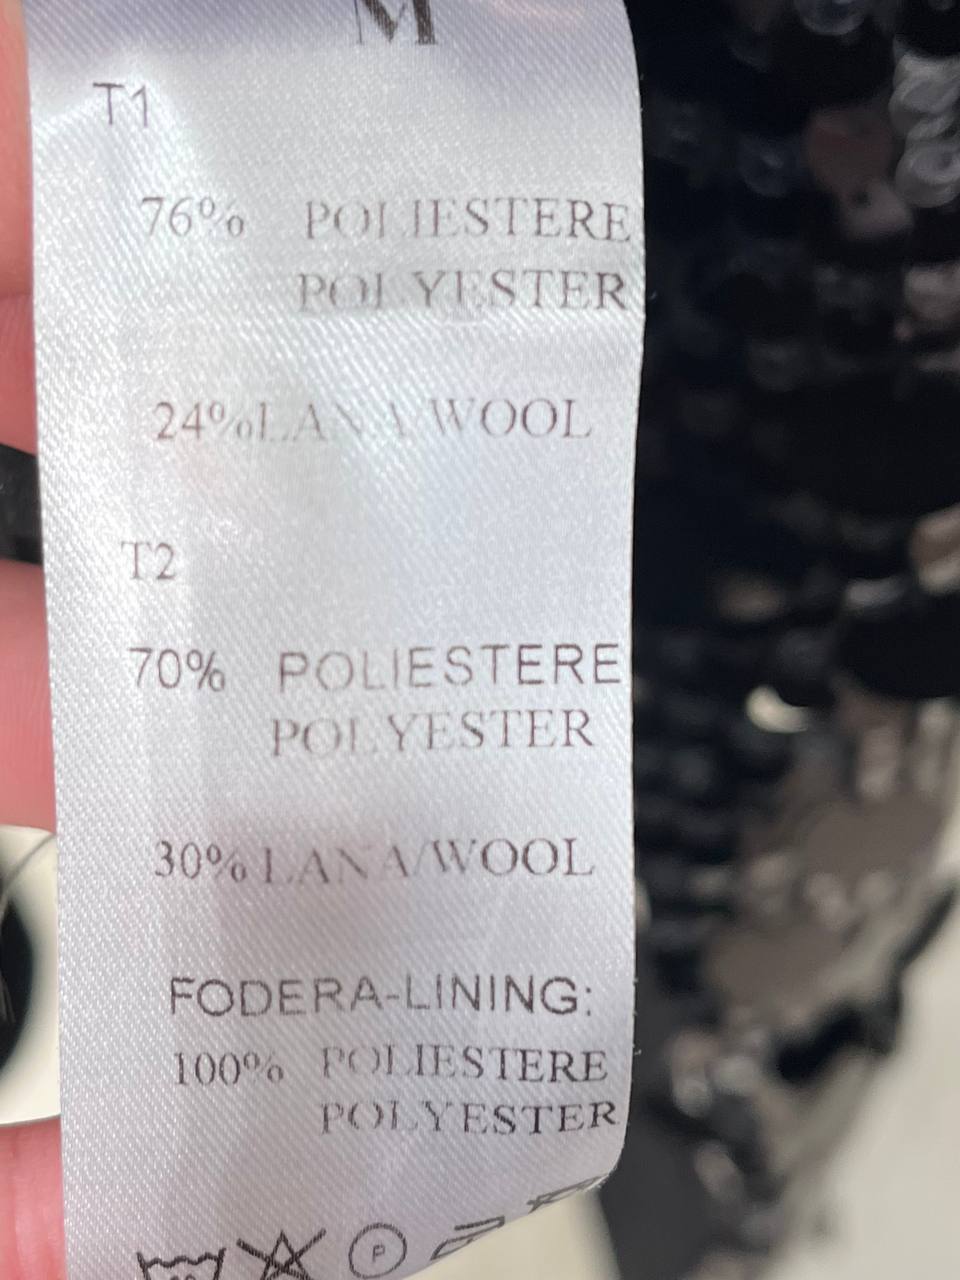 M
T1
76% POLIESTERE
POLYESTER
24% LANA/WOOL
T2
70% POLIESTERE
POLYESTER
30% LANA/WOOL
FODERA-LINING:
100% POLIESTERE
POLYESTER
P